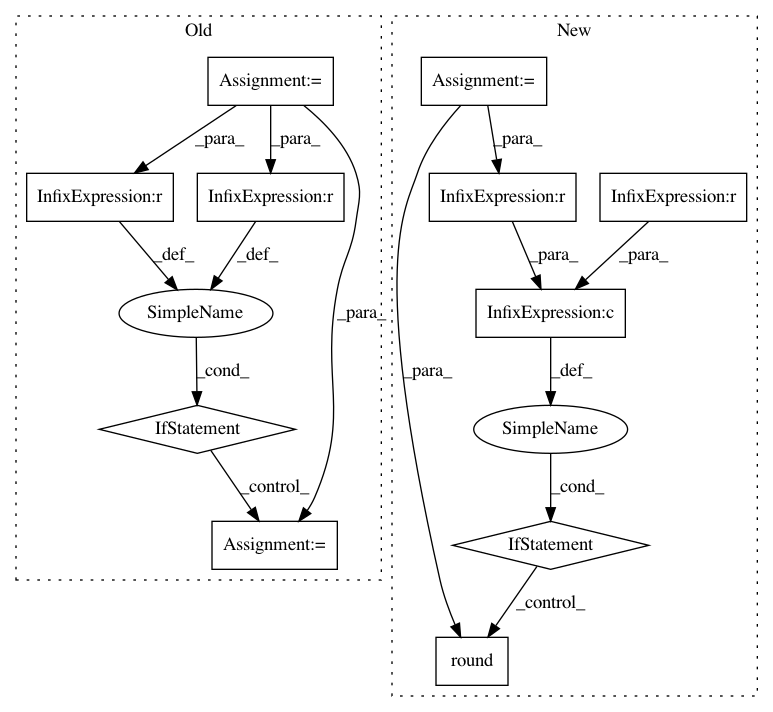 Old
New
Assignment:=
Assignment:=
_para_
_para_
_para_
InfixExpression:r
InfixExpression:r
InfixExpression:r
InfixExpression:r
_def_
_def_
_para_
_para_
SimpleName
_para_
InfixExpression:c
_cond_
_para_
_def_
IfStatement
SimpleName
_control_
_cond_
Assignment:=
IfStatement
_control_
round